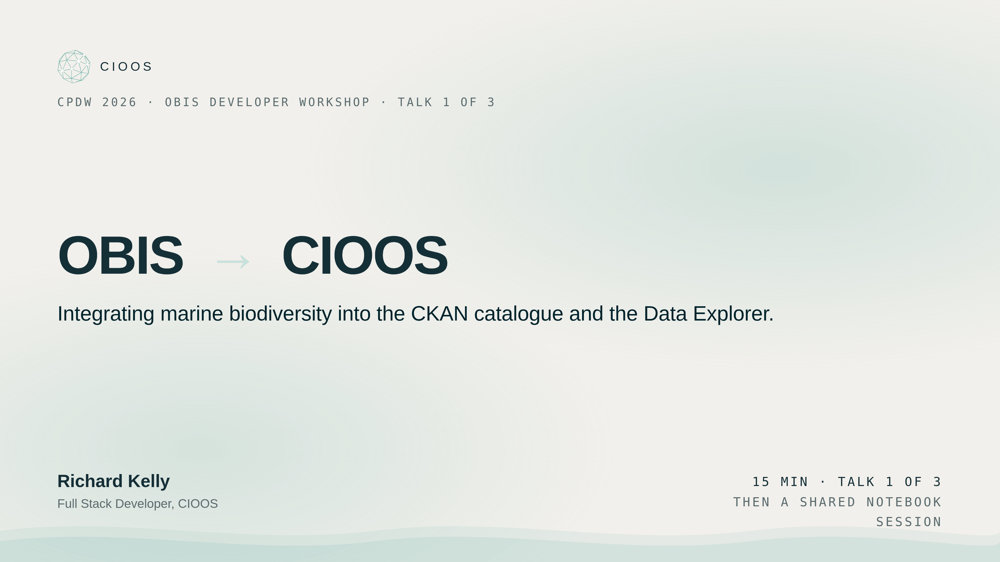 CIOOS
CPDW 2026 · OBIS DEVELOPER WORKSHOP · TALK 1 OF 3
OBIS → CIOOS
Integrating marine biodiversity into the CKAN catalogue and the Data Explorer.
Richard Kelly
Full Stack Developer, CIOOS
15 MIN · TALK 1 OF 3
THEN A SHARED NOTEBOOK
SESSION